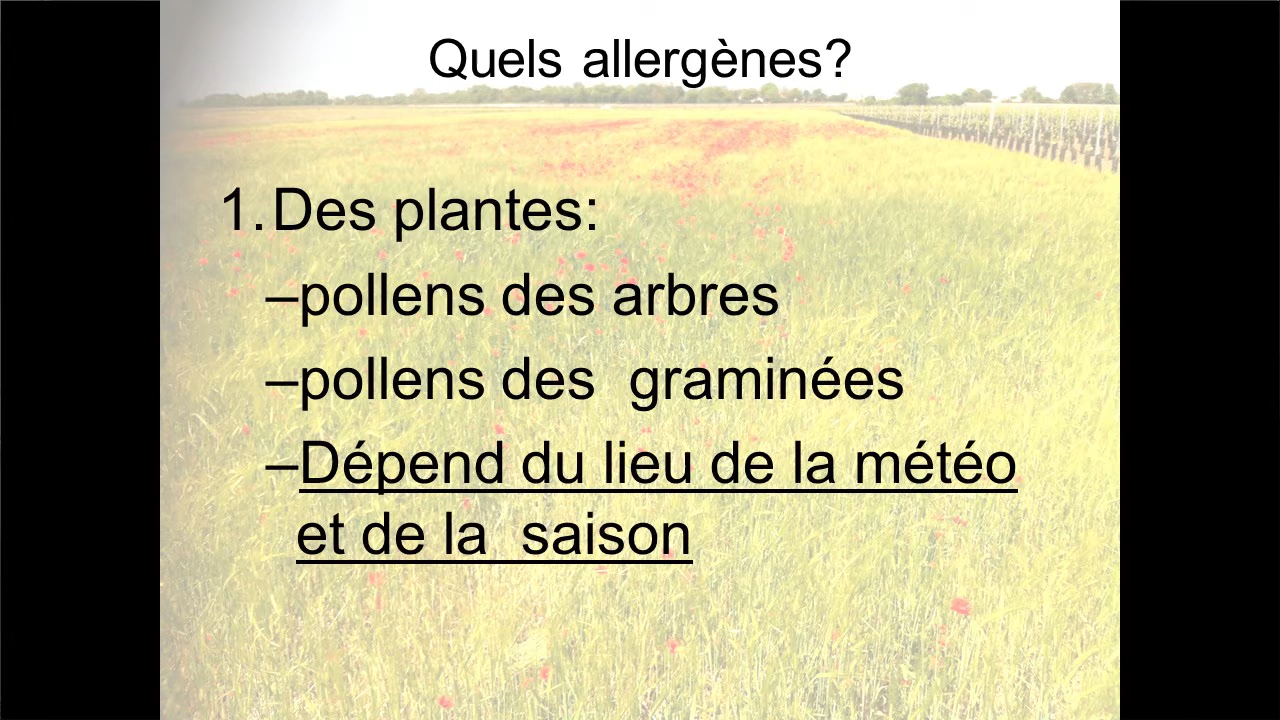 Quels allergènes?
1. Des plantes:
–pollens des arbres
–pollens des graminées
–Dépend du lieu de la météo
et de la saison